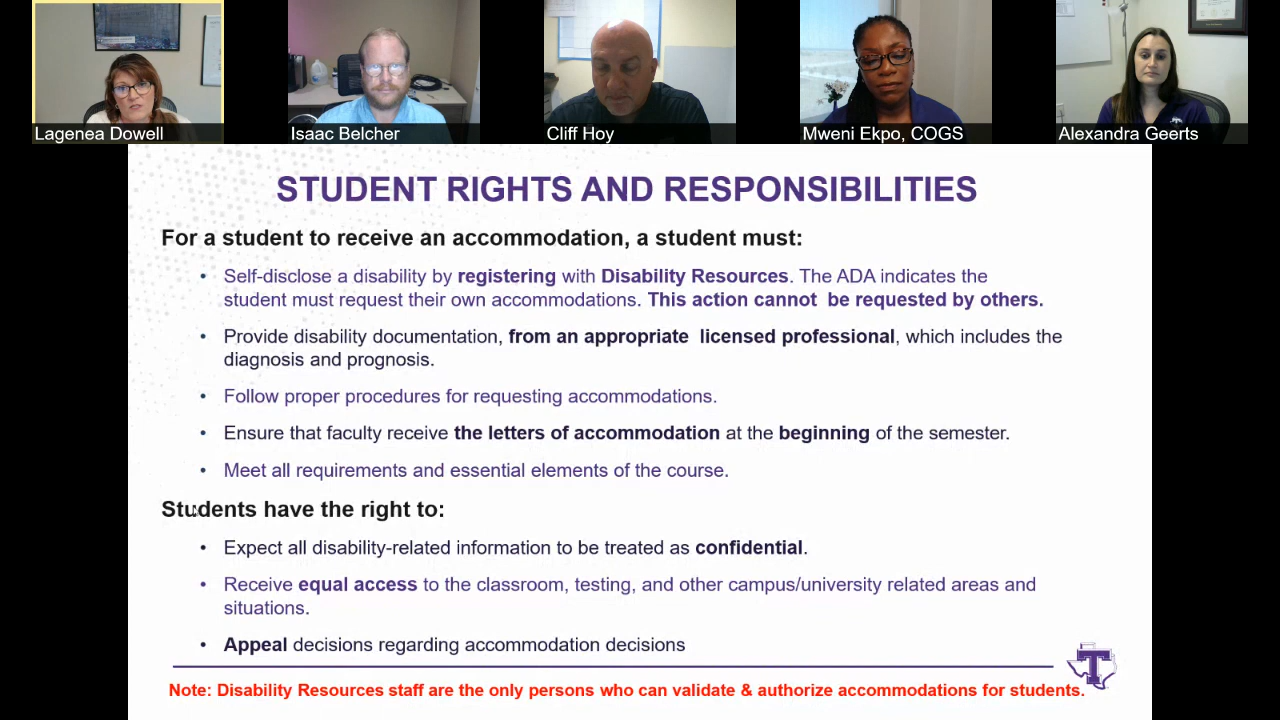 Lagenea Dowell
Isaac Belcher
Cliff Hoy
Mweni Ekpo, COGS
Alexandra Geerts
STUDENT RIGHTS AND RESPONSIBILITIES
For a student to receive an accommodation, a student must:
• Self-disclose a disability by registering with Disability Resources. The ADA indicates the
student must request their own accommodations. This action cannot be requested by others.
• Provide disability documentation, from an appropriate licensed professional, which includes the
diagnosis and prognosis.
• Follow proper procedures for requesting accommodations.
• Ensure that faculty receive the letters of accommodation at the beginning of the semester.
• Meet all requirements and essential elements of the course.
Students have the right to:
• Expect all disability-related information to be treated as confidential.
• Receive equal access to the classroom, testing, and other campus/university related areas and
situations.
• Appeal decisions regarding accommodation decisions
T
Note: Disability Resources staff are the only persons who can validate & authorize accommodations for students.